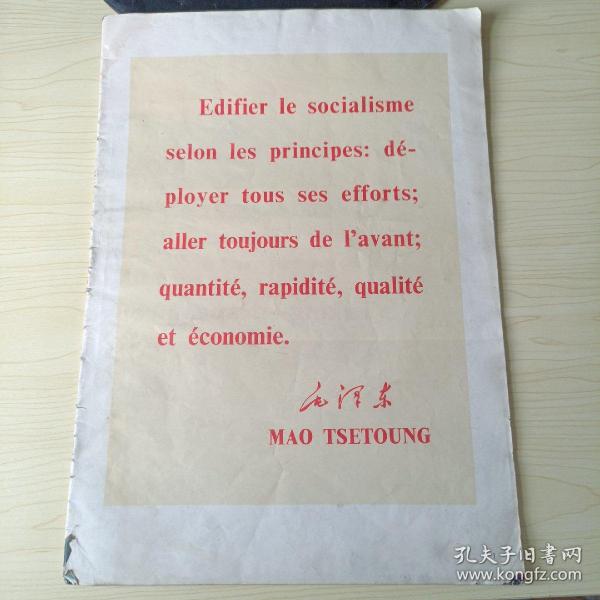 Edifier le socialisme
selon les principes: dé-
ployer tous ses efforts;
aller toujours de l'avant;
quantité, rapidité, qualité
et économie.
毛泽东
MAO TSETOUNG
孔夫子旧书网
www.kongfz.com